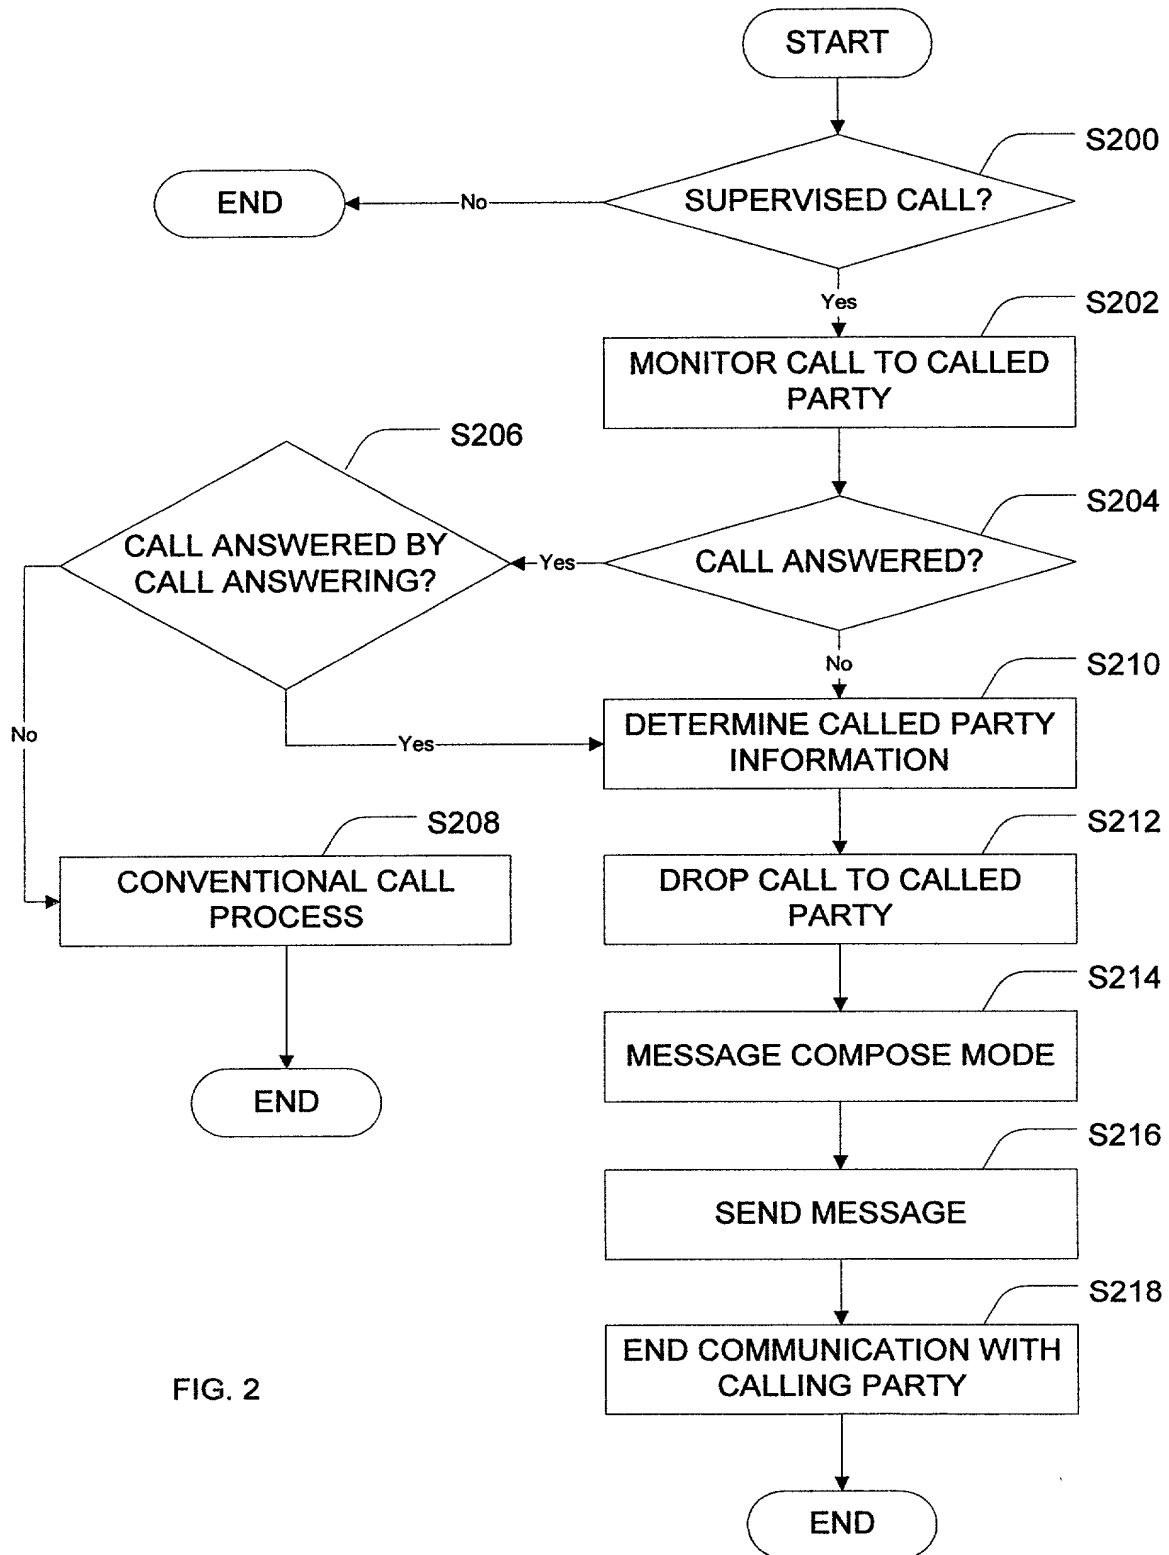 START
S200
SUPERVISED CALL?
No
END
Yes
S202
MONITOR CALL TO CALLED
PARTY
S206
S204
CALL ANSWERED BY
CALL ANSWERING?
Yes
CALL ANSWERED?
No
S210
No
Yes
DETERMINE CALLED PARTY
INFORMATION
S208
S212
CONVENTIONAL CALL
PROCESS
DROP CALL TO CALLED
PARTY
S214
MESSAGE COMPOSE MODE
END
S216
SEND MESSAGE
S218
END COMMUNICATION WITH
CALLING PARTY
FIG. 2
END